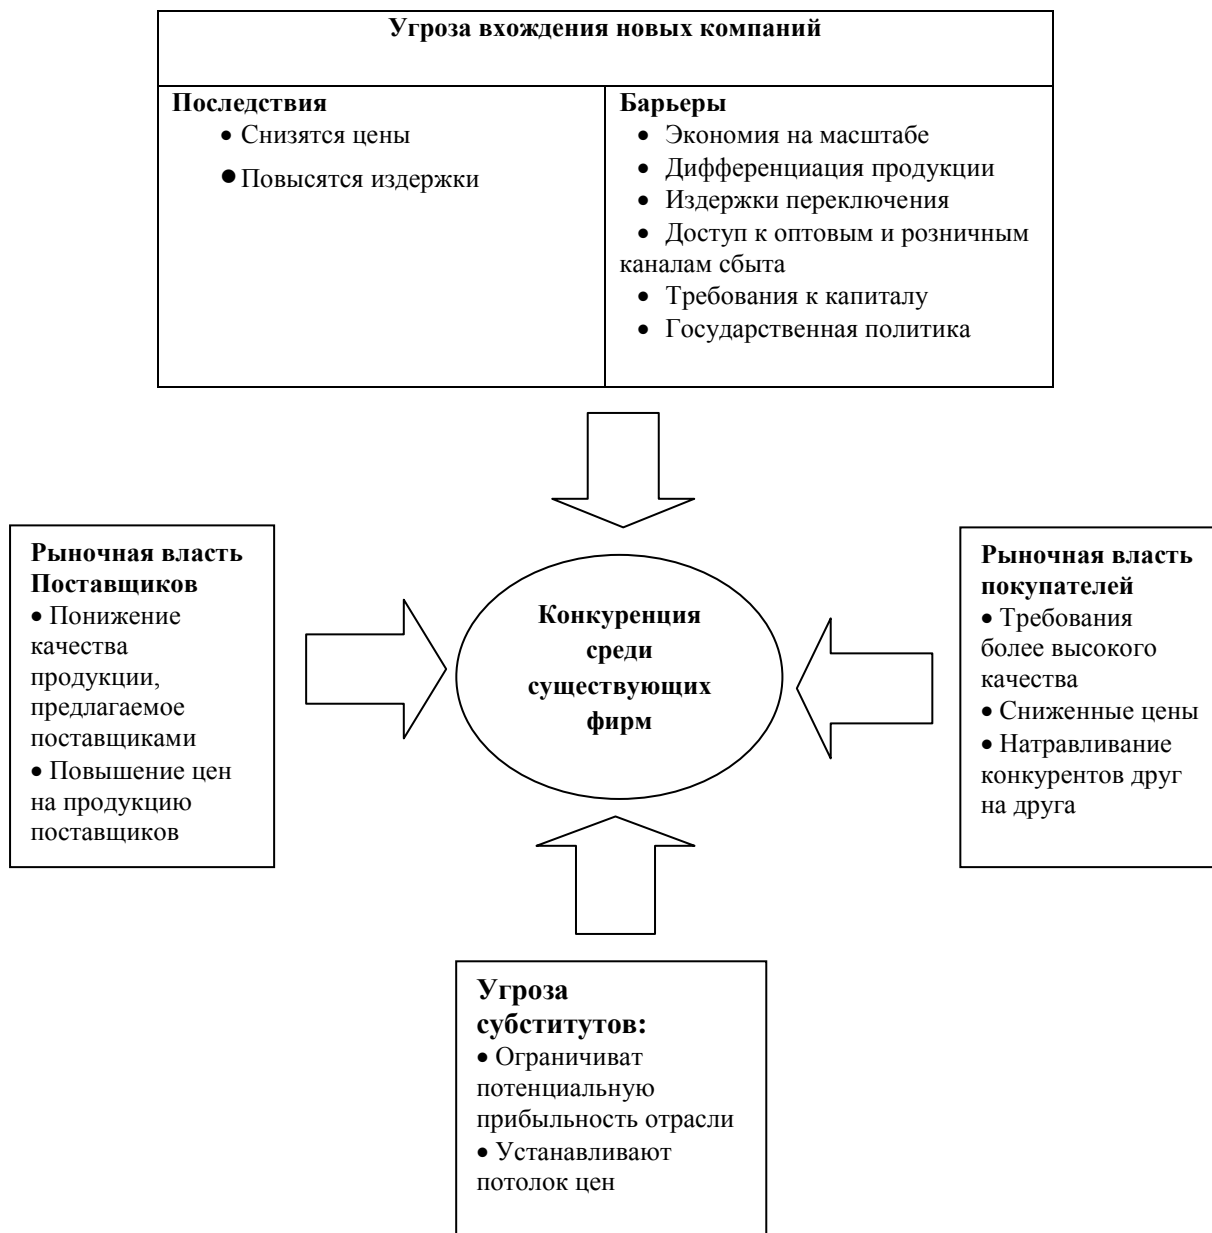 Угроза вхождения новых компаний
Последствия
• Снизятся цены
• Повысятся издержки
Барьеры
• Экономия на масштабе
• Дифференциация продукции
• Издержки переключения
• Доступ к оптовым и розничным
каналам сбыта
• Требования к капиталу
• Государственная политика
Рыночная власть
Поставщиков
• Понижение
качества
продукции,
предлагаемое
поставщиками
• Повышение цен
на продукцию
поставщиков
Конкуренция
среди
существующих
фирм
Рыночная власть
покупателей
• Требования
более высокого
качества
• Сниженные цены
• Натравливание
конкурентов друг
на друга
Угроза
субститутов:
• Ограничиват
потенциальную
прибыльность отрасли
• Устанавливают
потолок цен